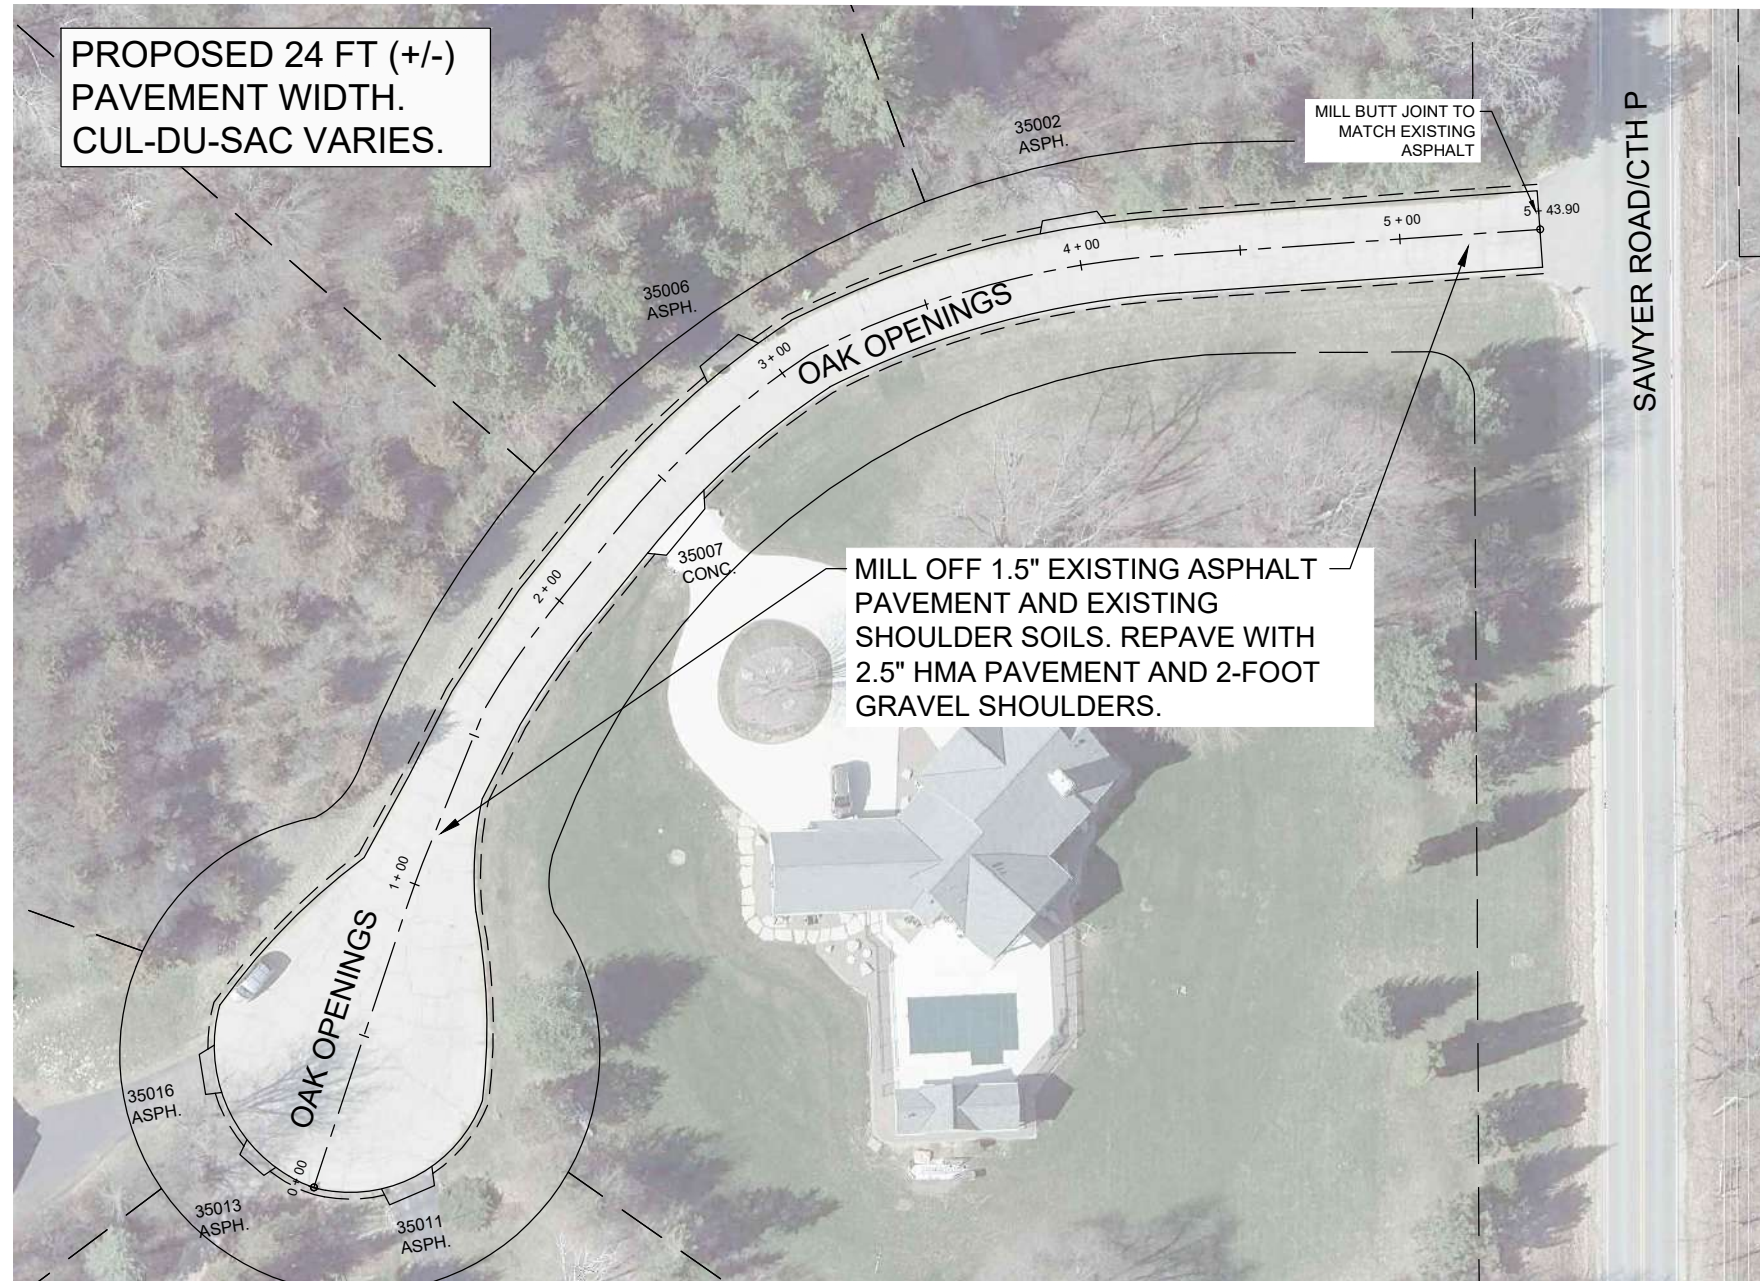 PROPOSED 24 FT (+/-)
PAVEMENT WIDTH.
CUL-DU-SAC VARIES.
35002
ASPH.
MILL BUTT JOINT TO
MATCH EXISTING
ASPHALT
SAWYER ROAD/CTH P
5 + 43.90
5 + 00
4 + 00
35006
ASPH.
3 + 00
OAK OPENINGS
35007
CONC.
2 + 00
MILL OFF 1.5" EXISTING ASPHALT
PAVEMENT AND EXISTING
SHOULDER SOILS. REPAVE WITH
2.5" HMA PAVEMENT AND 2-FOOT
GRAVEL SHOULDERS.
1 + 00
OAK OPENINGS
35016
ASPH.
0 + 00
35013
ASPH.
35011
ASPH.